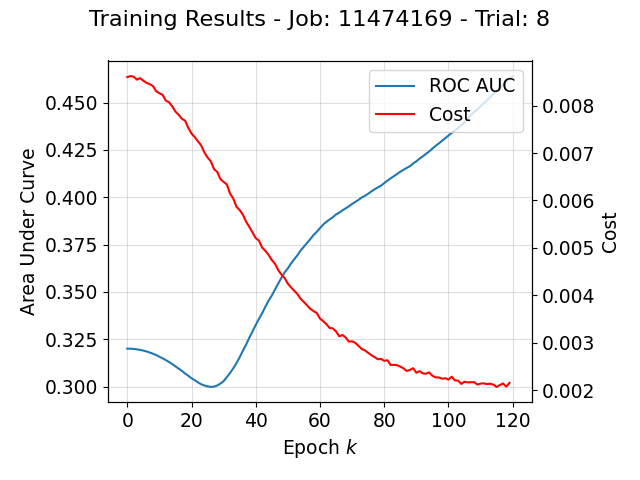 Training Results - Job: 11474169 - Trial: 8
ROC AUC
Cost
Area Under Curve
0.450
0.425
0.400
0.375
0.350
0.325
0.300
0.008
0.007
0.006
0.005
0.004
0.003
0.002
Cost
0 20 40 60 80 100 120
Epoch k